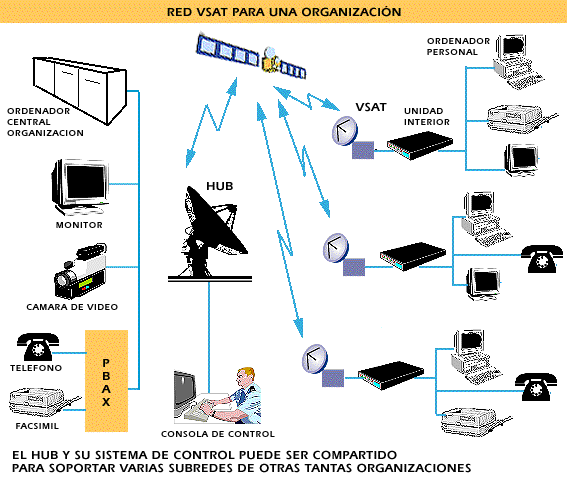 RED VSAT PARA UNA ORGANIZACIÓN
ORDENADOR
PERSONAL
ORDENADOR
CENTRAL
ORGANIZACION
VSAT
UNIDAD
INTERIOR
HUB
MONITOR
CAMARA DE VIDEO
TELEFONO
FACSIMIL
PBAX
CONSOLA DE CONTROL
EL HUB Y SU SISTEMA DE CONTROL PUEDE SER COMPARTIDO
PARA SOPORTAR VARIAS SUBREDES DE OTRAS TANTAS ORGANIZACIONES